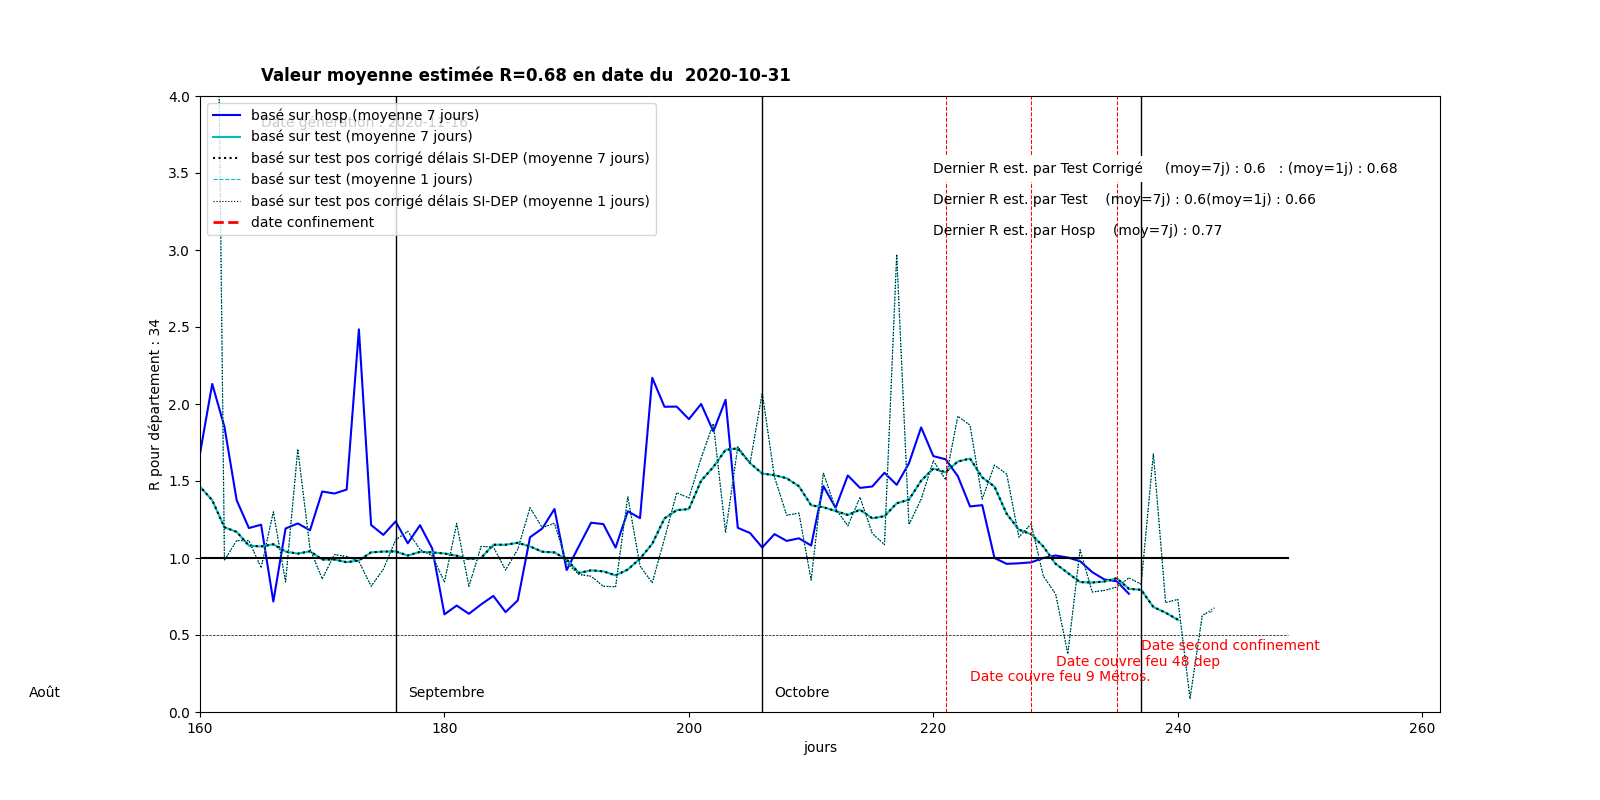 Valeur moyenne estimée R=0.68 en date du  2020-10-31
4.0
3.5
3.0
2.5
2.0
1.5
1.0
0.5
0.0
R pour département : 34
basé sur hosp (moyenne 7 jours)
Date génération : 2020-11-16
basé sur test (moyenne 7 jours)
basé sur test pos corrigé délais SI-DEP (moyenne 7 jours)
basé sur test (moyenne 1 jours)
basé sur test pos corrigé délais SI-DEP (moyenne 1 jours)
date confinement
Dernier R est. par Test Corrigé     (moy=7j) : 0.6   : (moy=1j) : 0.68
Dernier R est. par Test    (moy=7j) : 0.6(moy=1j) : 0.66
Dernier R est. par Hosp    (moy=7j) : 0.77
Date second confinement
Date couvre feu 48 dep
Date couvre feu 9 Métros.
Août
Septembre
Octobre
160
180
200
220
240
260
jours